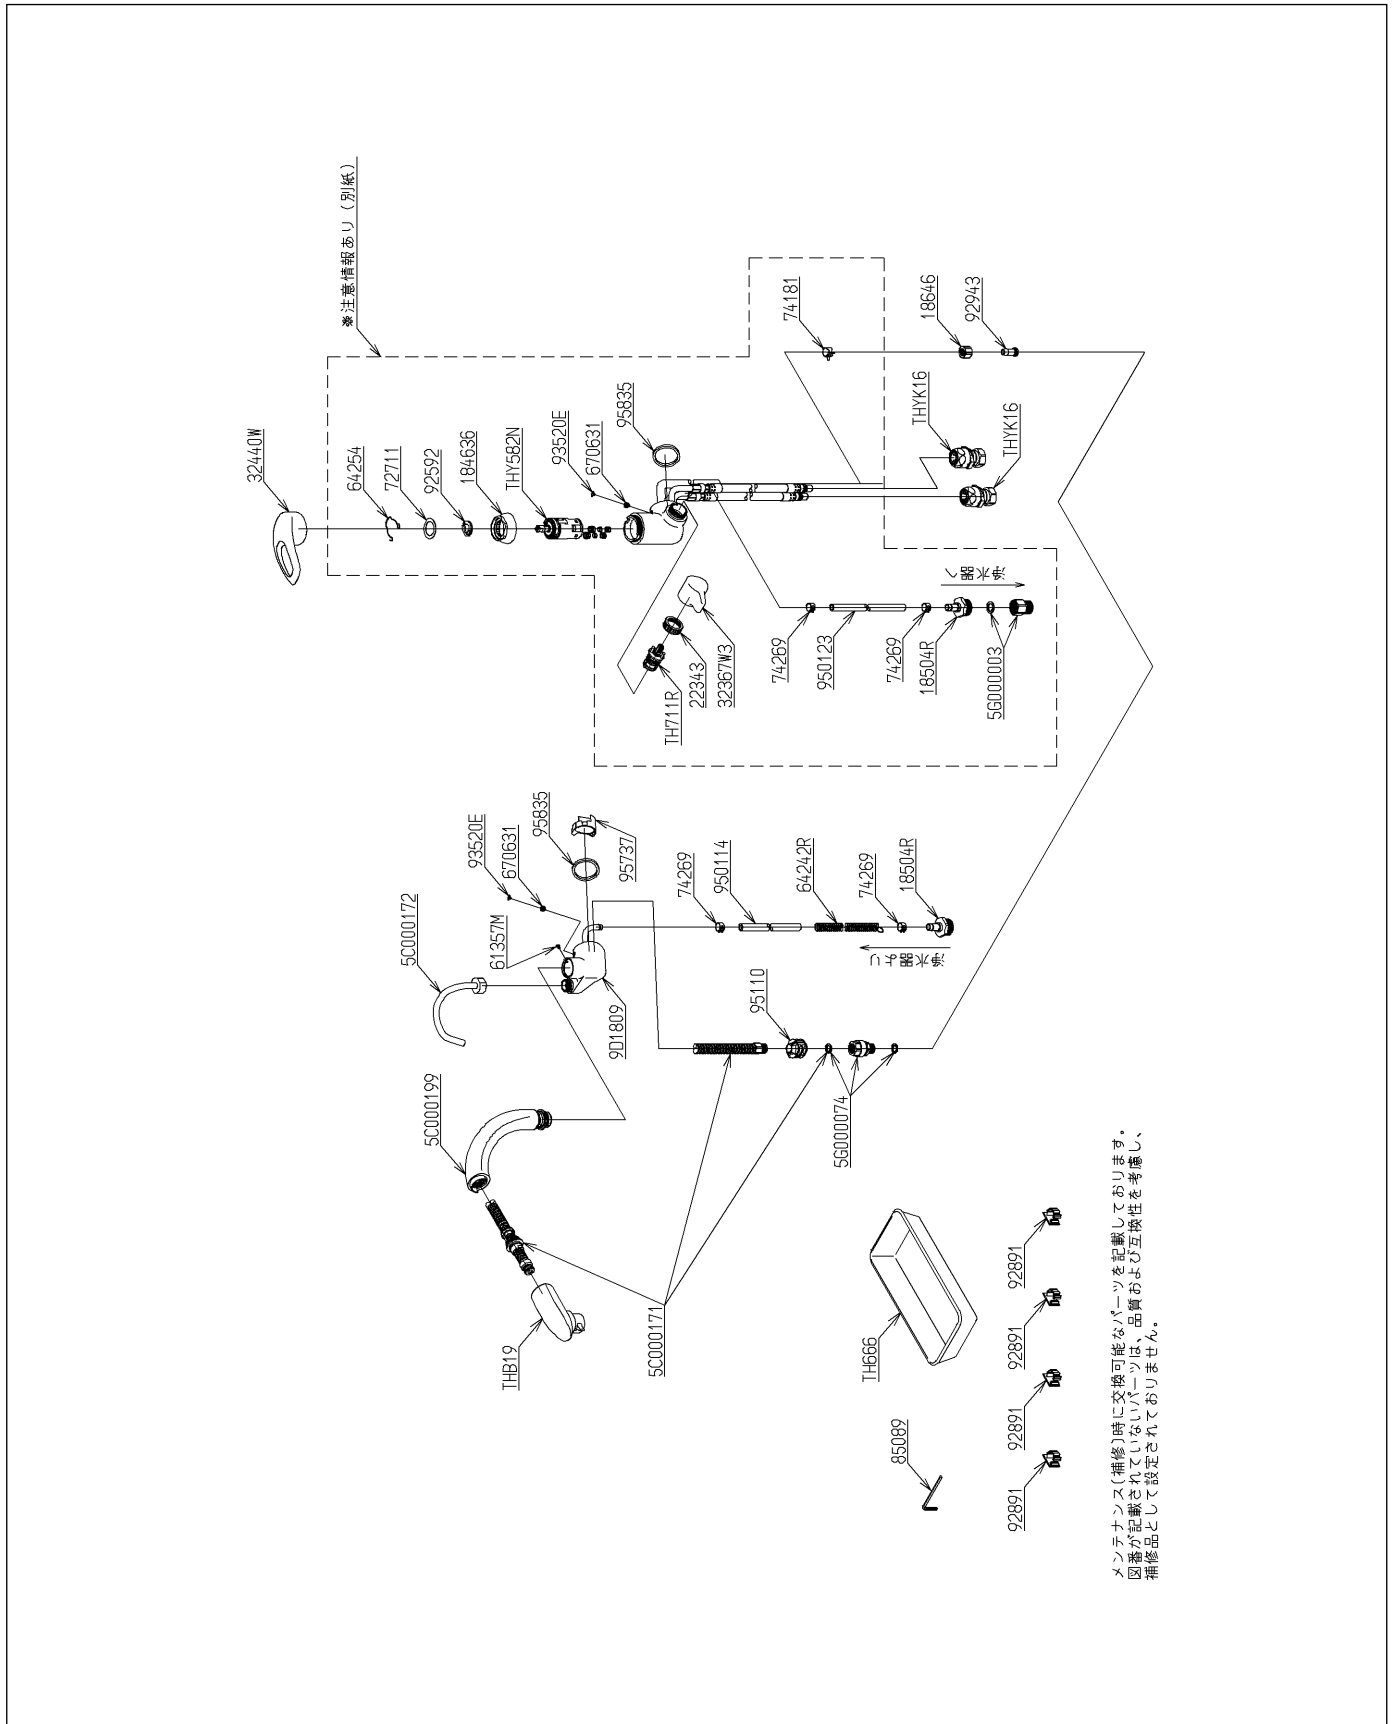 ※注意情報あり（別紙）
32440W
64254
72711
92592
184636
THY582N
93520E
670631
95835
74181
18646
92943
THYK16
THYK16
TH711R
22343
32367W3
74269
950123
74269
18504R
浄水器へ
5G000003
5C000172
93520E
670631
95835
61357M
95737
9D1809
74269
950114
64242R
74269
18504R
浄水器より
5C000199
95110
5G000074
THB19
5C000171
TH666
85089
92891
92891
92891
92891
メンテナンス(補修)時に交換可能なパーツを記載しております。
図番が記載されていないパーツは、品質および互換性を考慮し、
補修品として設定されておりません。